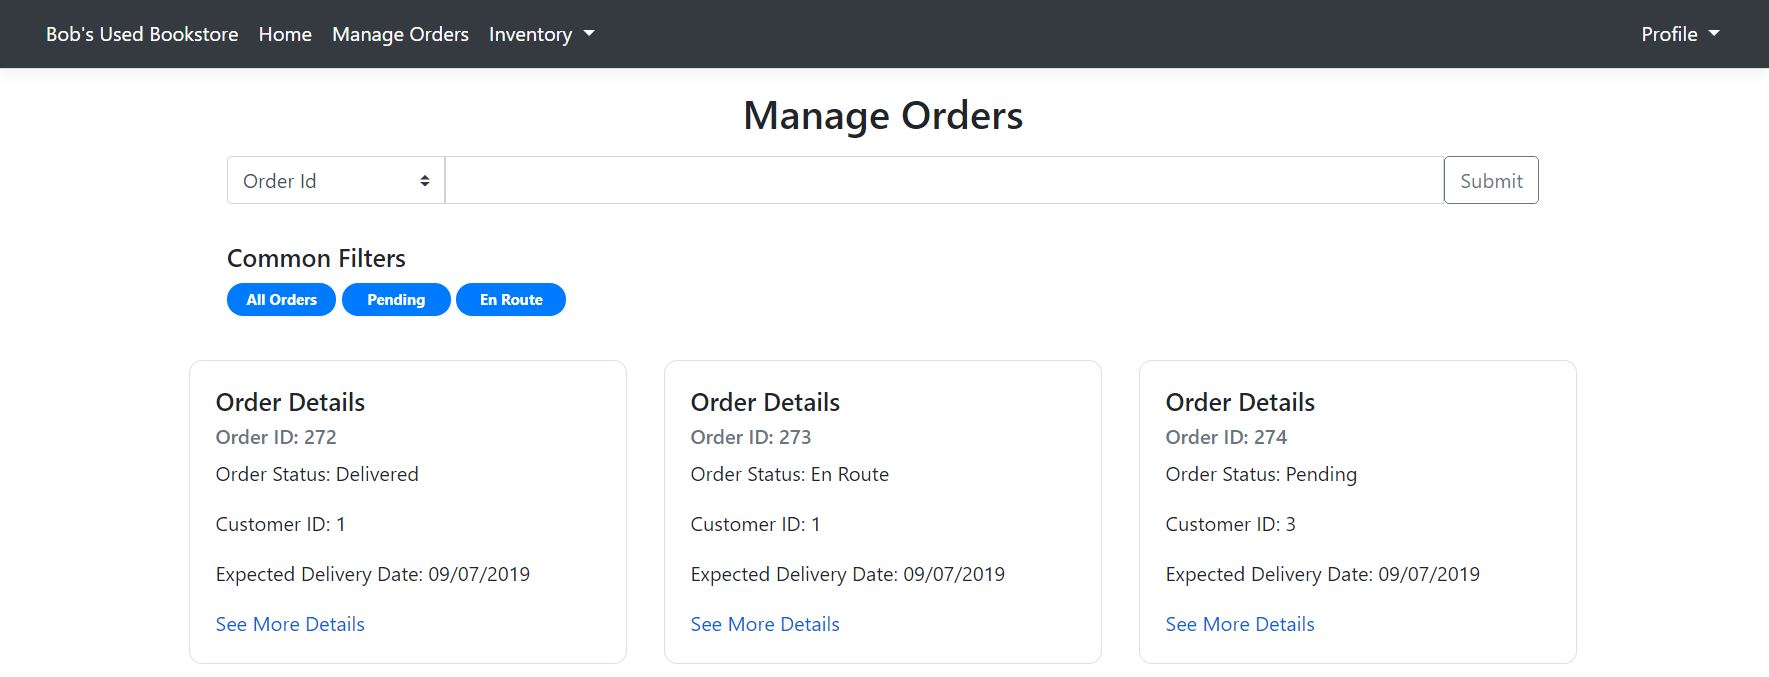 Bob's Used Bookstore Home Manage Orders Inventory Profile
Manage Orders
Order Id Submit
Common Filters
All Orders Pending En Route
Order Details
Order ID: 272
Order Status: Delivered
Customer ID: 1
Expected Delivery Date: 09/07/2019
See More Details
Order Details
Order ID: 273
Order Status: En Route
Customer ID: 1
Expected Delivery Date: 09/07/2019
See More Details
Order Details
Order ID: 274
Order Status: Pending
Customer ID: 3
Expected Delivery Date: 09/07/2019
See More Details